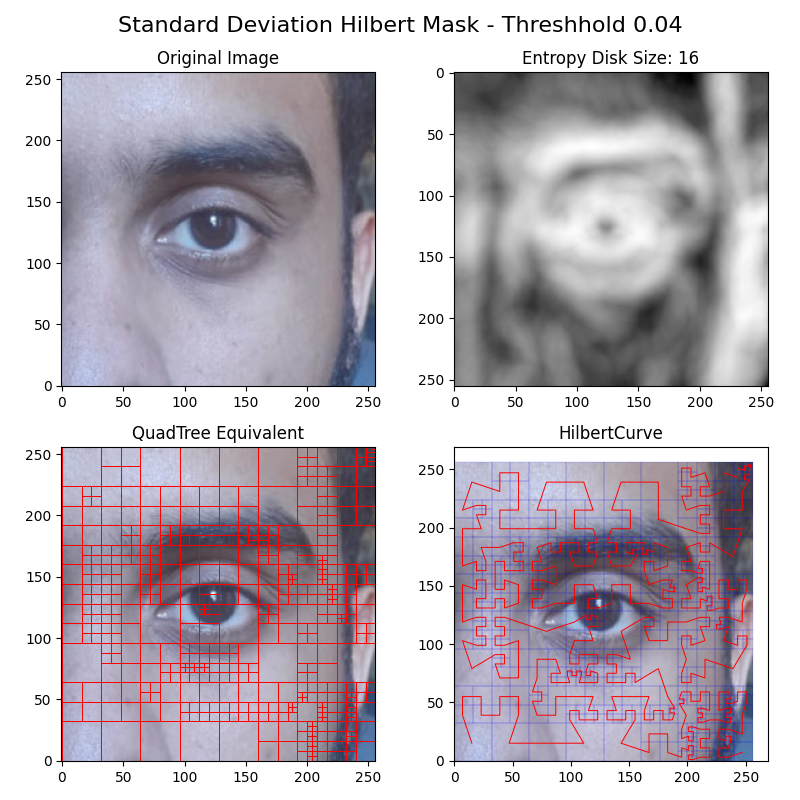 Standard Deviation Hilbert Mask - Threshhold 0.04
Original Image
Entropy Disk Size: 16
250
200
150
100
50
0
0 50 100 150 200 250
0
50
100
150
200
250
0 50 100 150 200 250
QuadTree Equivalent
HilbertCurve
250
200
150
100
50
0
0 50 100 150 200 250
250
200
150
100
50
0
0 50 100 150 200 250